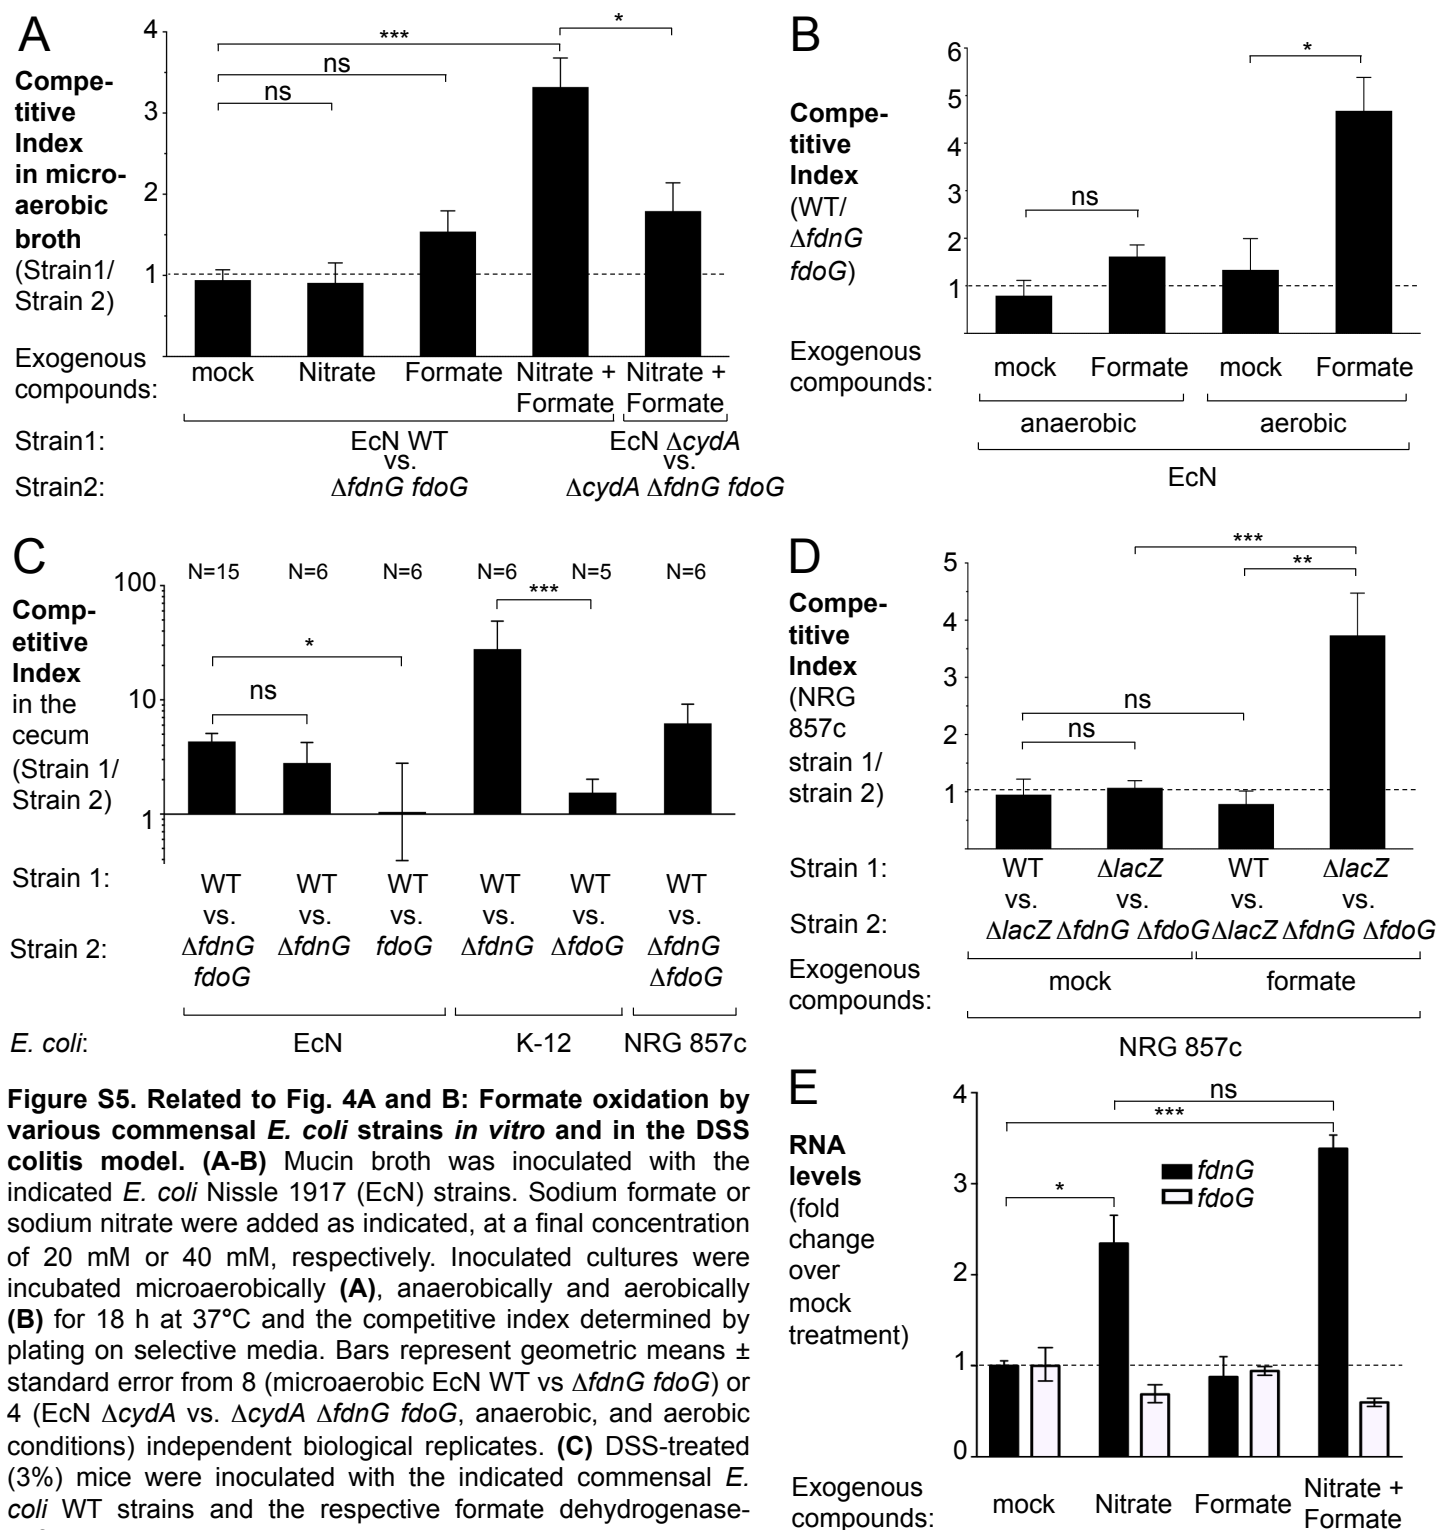 A
Compe-
titive
Index
in micro-
aerobic
broth
(Strain1/
Strain 2)
4
3
2
1
***
*
ns
ns
Exogenous
compounds:
mock
Nitrate
Formate
Nitrate +
Formate
Nitrate +
Formate
Strain1:
EcN WT
vs.
EcN ΔcydA
vs.
Strain2:
ΔfdnG fdoG
ΔcydA ΔfdnG fdoG
B
Compe-
titive
Index
(WT/
ΔfdnG
fdoG)
6
5
4
3
2
1
ns
*
Exogenous
compounds:
mock
Formate
mock
Formate
anaerobic
aerobic
EcN
C
Comp-
etitive
Index
in the
cecum
(Strain 1/
Strain 2)
100
10
1
N=15
N=6
N=6
N=6
N=5
N=6
***
*
ns
Strain 1:
WT
WT
WT
WT
WT
WT
vs.
vs.
vs.
vs.
vs.
vs.
Strain 2:
ΔfdnG
fdoG
ΔfdnG
fdoG
ΔfdnG
ΔfdoG
ΔfdnG
ΔfdoG
E. coli:
EcN
K-12
NRG 857c
D
Compe-
titive
Index
(NRG
857c
strain 1/
strain 2)
5
4
3
2
1
***
**
ns
ns
Strain 1:
WT
ΔlacZ
WT
ΔlacZ
vs.
vs.
vs.
vs.
Strain 2:
ΔlacZ ΔfdnG ΔfdoG ΔlacZ ΔfdnG ΔfdoG
Exogenous
compounds:
mock
formate
NRG 857c
Figure S5. Related to Fig. 4A and B: Formate oxidation by
various commensal E. coli strains in vitro and in the DSS
colitis model. (A-B) Mucin broth was inoculated with the
indicated E. coli Nissle 1917 (EcN) strains. Sodium formate or
sodium nitrate were added as indicated, at a final concentration
of 20 mM or 40 mM, respectively. Inoculated cultures were
incubated microaerobically (A), anaerobically and aerobically
(B) for 18 h at 37°C and the competitive index determined by
plating on selective media. Bars represent geometric means ±
standard error from 8 (microaerobic EcN WT vs ΔfdnG fdoG) or
4 (EcN ΔcydA vs. ΔcydA ΔfdnG fdoG, anaerobic, and aerobic
conditions) independent biological replicates. (C) DSS-treated
(3%) mice were inoculated with the indicated commensal E.
coli WT strains and the respective formate dehydrogenase-
E
RNA
levels
(fold
change
over
mock
treatment)
4
3
2
1
0
ns
***
*
fdnG
fdoG
Exogenous
compounds:
mock
Nitrate
Formate
Nitrate +
Formate